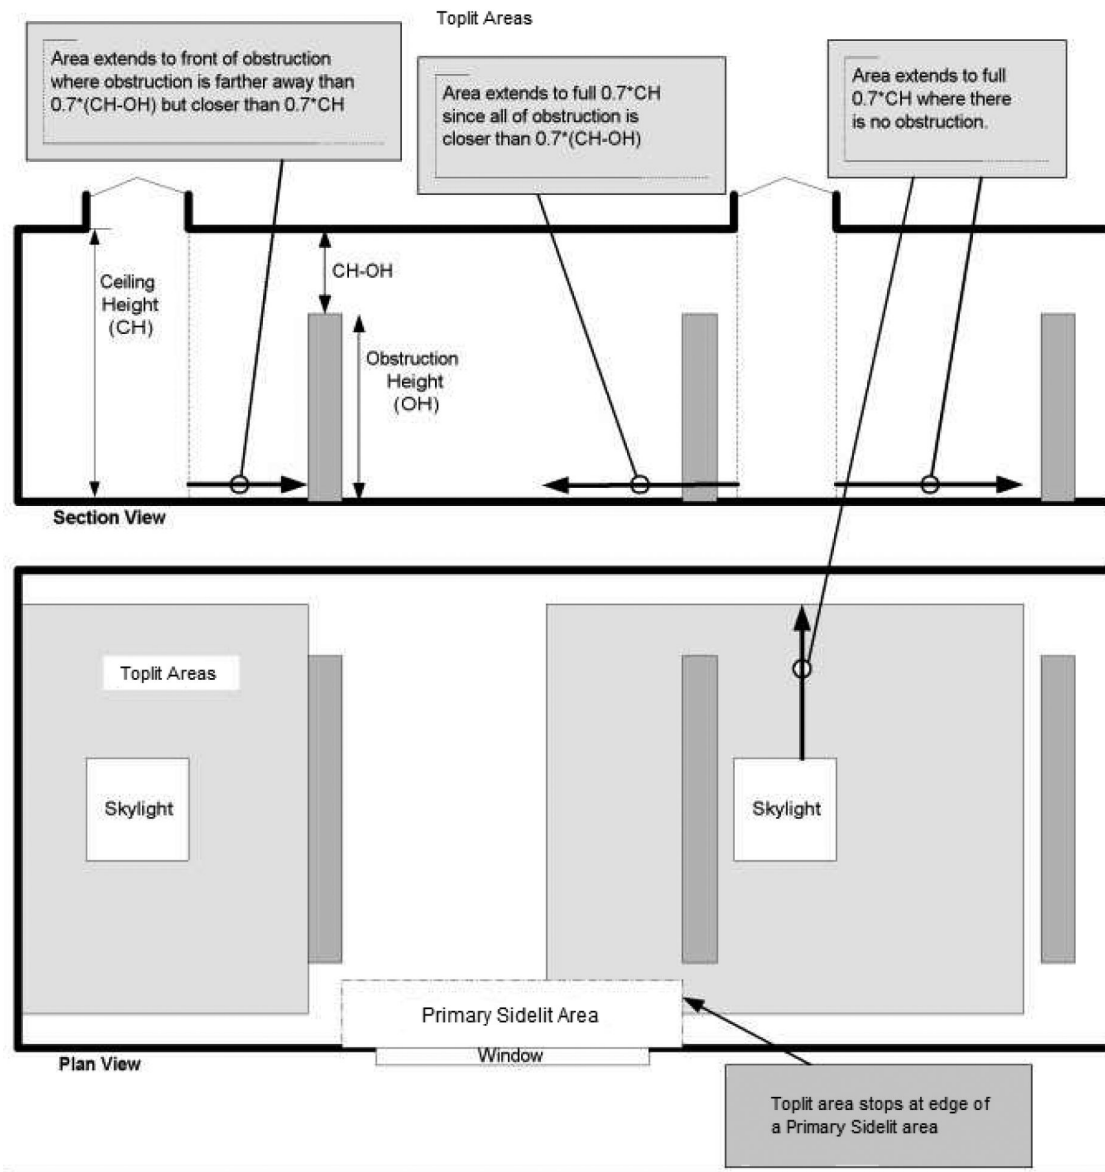 Toplit Areas
Area extends to front of obstruction
where obstruction is farther away than
0.7*(CH-OH) but closer than 0.7*CH
Area extends to full 0.7*CH
since all of obstruction is
closer than 0.7*(CH-OH)
Area extends to full
0.7*CH where there
is no obstruction.
Ceiling
Height
(CH)
CH-OH
Obstruction
Height
(OH)
Section View
Toplit Areas
Skylight
Skylight
Primary Sidelit Area
Window
Plan View
Toplit area stops at edge of
a Primary Sidelit area